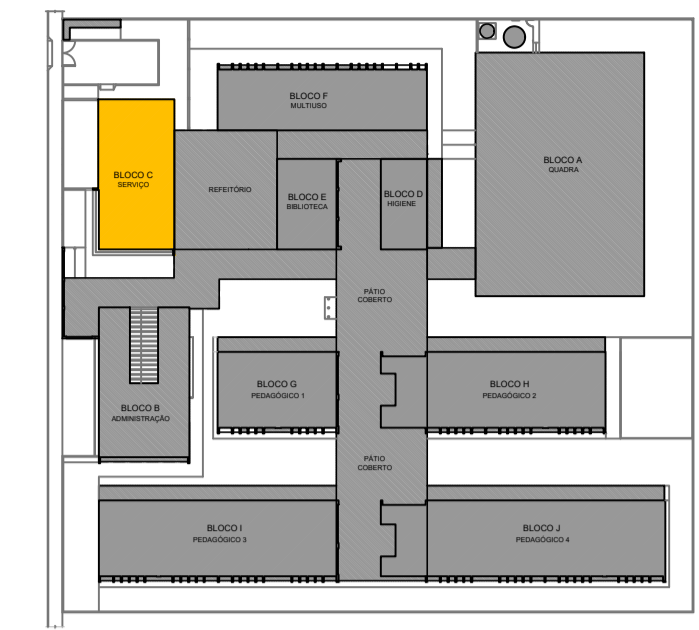 BLOCO F
MULTIUSO
BLOCO A
QUADRA
BLOCO C
SERVIÇO
REFEITÓRIO
BLOCO E
BIBLIOTECA
BLOCO D
HIGIENE
PÁTIO
COBERTO
BLOCO G
PEDAGÓGICO 1
BLOCO H
PEDAGÓGICO 2
BLOCO B
ADMINISTRAÇÃO
PÁTIO
COBERTO
BLOCO I
PEDAGÓGICO 3
BLOCO J
PEDAGÓGICO 4